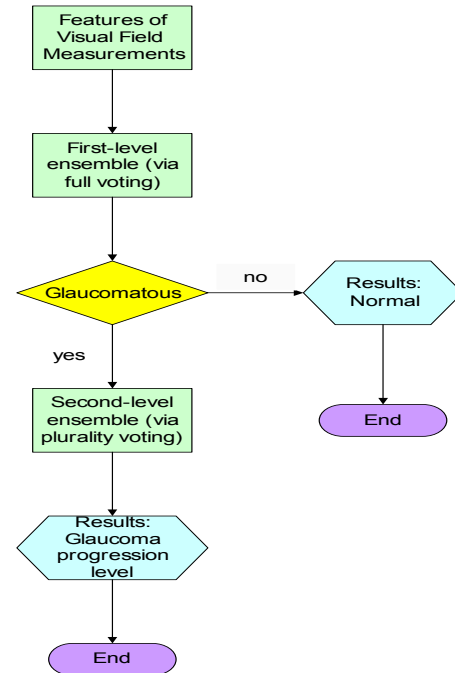 Features of
Visual Field
Measurements
First-level
ensemble (via
full voting)
Glaucomatous
no
Results:
Normal
End
yes
Second-level
ensemble (via
plurality voting)
Results:
Glaucoma
progression
level
End